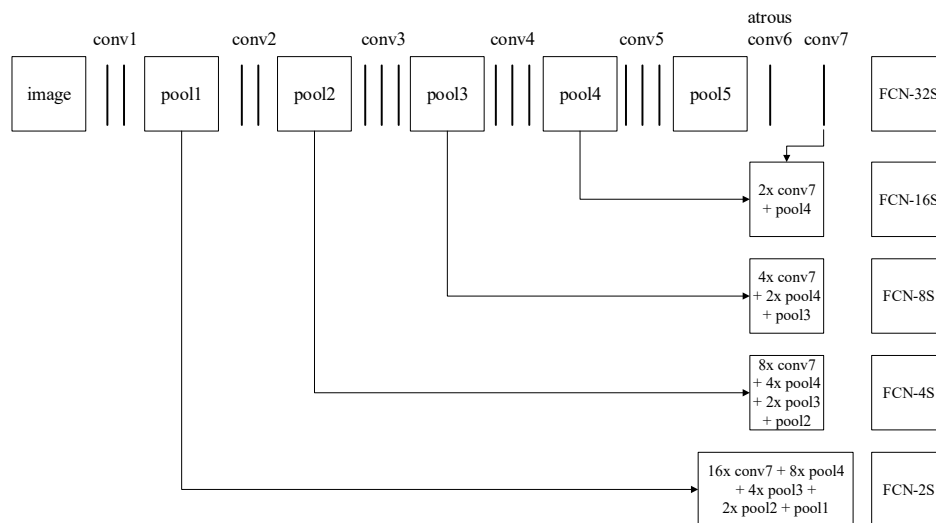 atrous
conv1 conv2 conv3 conv4 conv5 conv6 conv7
image pool1 pool2 pool3 pool4 pool5 FCN-32S
2x conv7
+ pool4
FCN-16S
4x conv7
+ 2x pool4
+ pool3
FCN-8S
8x conv7
+ 4x pool4
+ 2x pool3
+ pool2
FCN-4S
16x conv7 + 8x pool4
+ 4x pool3 +
2x pool2 + pool1
FCN-2S